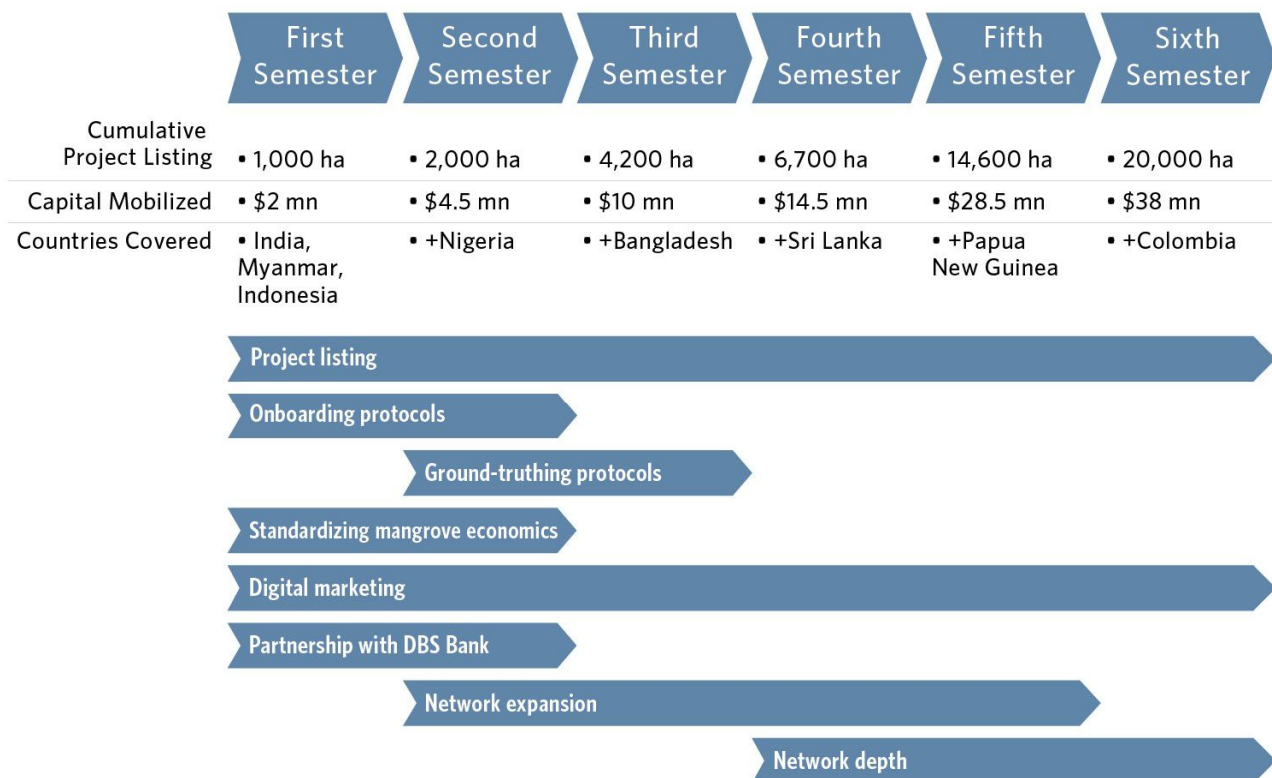 First Semester
Second Semester
Third Semester
Fourth Semester
Fifth Semester
Sixth Semester
Cumulative Project Listing
▪ 1,000 ha
▪ 2,000 ha
▪ 4,200 ha
▪ 6,700 ha
▪ 14,600 ha
▪ 20,000 ha
Capital Mobilized
▪ $2 mn
▪ $4.5 mn
▪ $10 mn
▪ $14.5 mn
▪ $28.5 mn
▪ $38 mn
Countries Covered
▪ India,
Myanmar,
Indonesia
▪ +Nigeria
▪ +Bangladesh
▪ +Sri Lanka
▪ +Papua
New Guinea
▪ +Colombia
Project listing
Onboarding protocols
Ground-truthing protocols
Standardizing mangrove economics
Digital marketing
Partnership with DBS Bank
Network expansion
Network depth